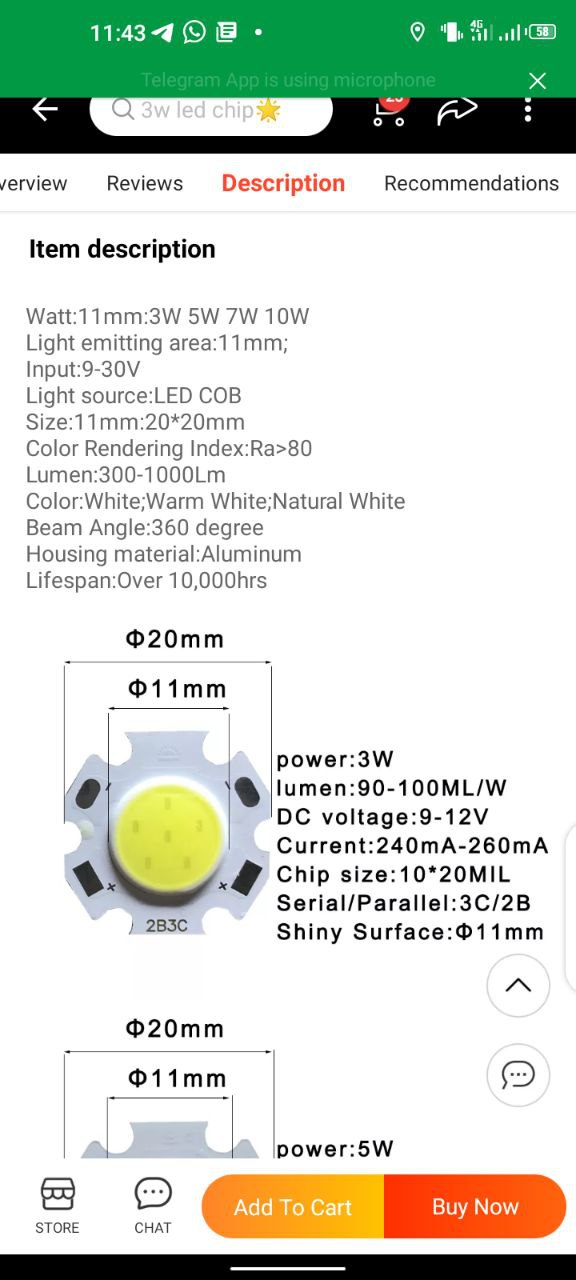 11:43
4G
58
Telegram App is using microphone
3w led chip🌟
verview Reviews Description Recommendations
Item description
Watt:11mm:3W 5W 7W 10W
Light emitting area:11mm;
Input:9-30V
Light source:LED COB
Size:11mm:20*20mm
Color Rendering Index:Ra>80
Lumen:300-1000Lm
Color:White;Warm White;Natural White
Beam Angle:360 degree
Housing material:Aluminum
Lifespan:Over 10,000hrs
Φ20mm
Φ11mm
power:3W
lumen:90-100ML/W
DC voltage:9-12V
Current:240mA-260mA
Chip size:10*20MIL
Serial/Parallel:3C/2B
Shiny Surface:Φ11mm
- -
+ +
2B3C
Φ20mm
Φ11mm
power:5W
STORE
CHAT
Add To Cart
Buy Now